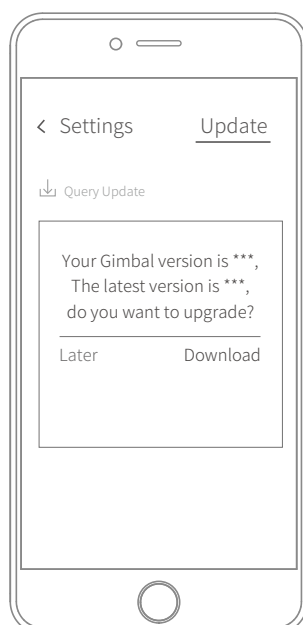 Settings
Update
Query Update
Your Gimbal version is ***,
The latest version is ***,
do you want to upgrade?
Later
Download